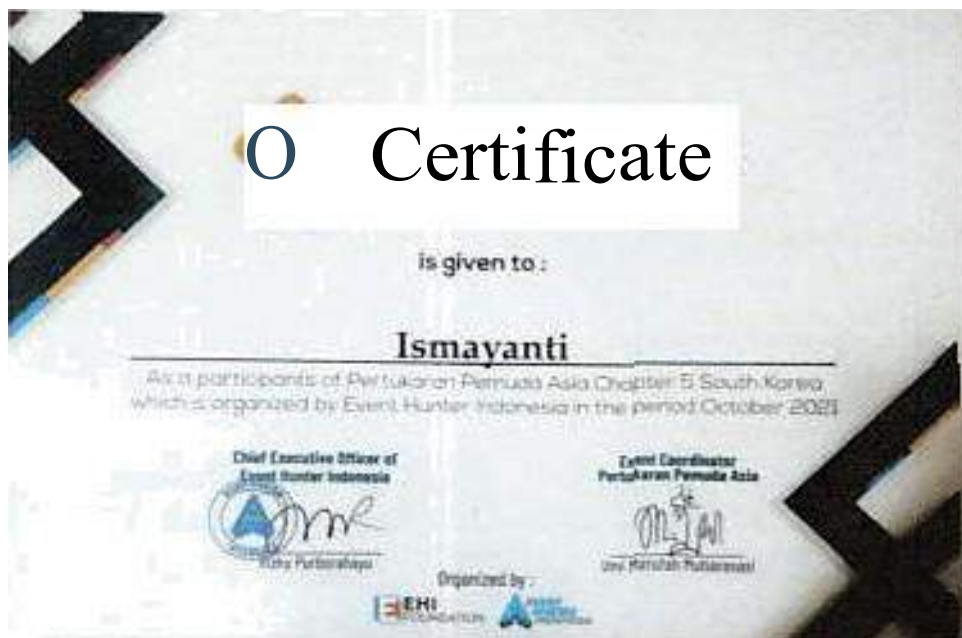 O Certificate
is given to :
Ismayanti
As a participants of Pertukaran Pemuda Asia Chapter 5 South Korea
which is organized by Event Hunter Indonesia in the period October 2021
Chief Executive Officer of
Event Hunter Indonesia
Event Coordinator
Pertukaran Pemuda Asia
Umi
Organized by :
EHI
FOUNDATION